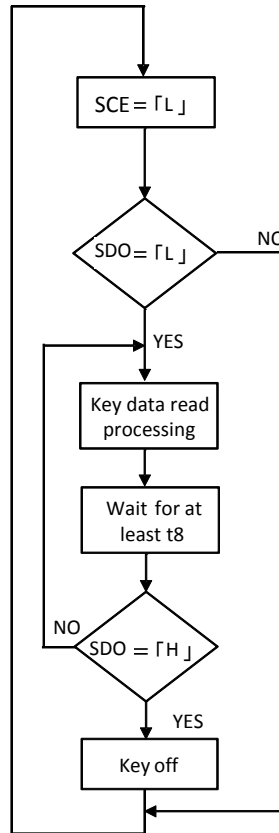 SCE =「L」
SDO =「L」
NO
YES
Key data read
processing
Wait for at
least t8
NO
SDO =「H」
YES
Key off